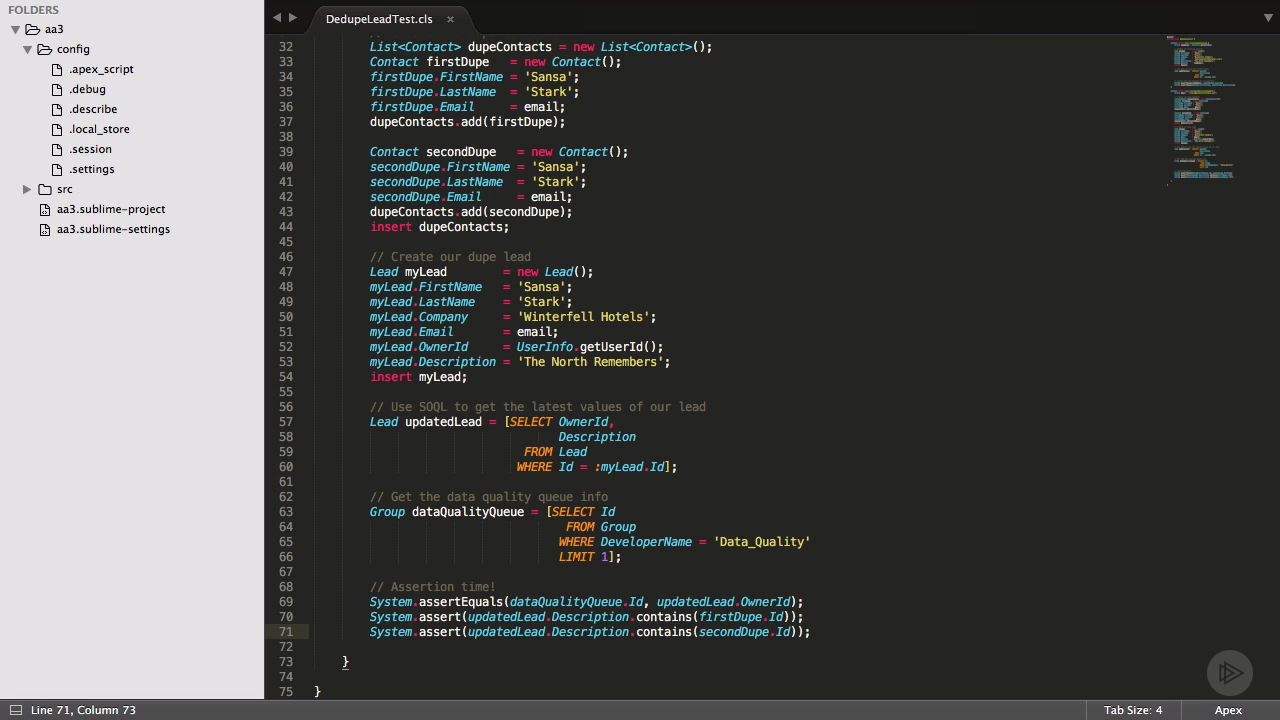 FOLDERS
aa3
config
.apex_script
.debug
.describe
.local_store
.session
.settings
src
aa3.sublime-project
aa3.sublime-settings
DedupeLeadTest.cls ×
32 List<Contact> dupeContacts = new List<Contact>();
33 Contact firstDupe = new Contact();
34 firstDupe.FirstName = 'Sansa';
35 firstDupe.LastName = 'Stark';
36 firstDupe.Email = email;
37 dupeContacts.add(firstDupe);
38
39 Contact secondDupe = new Contact();
40 secondDupe.FirstName = 'Sansa';
41 secondDupe.LastName = 'Stark';
42 secondDupe.Email = email;
43 dupeContacts.add(secondDupe);
44 insert dupeContacts;
45
46 // Create our dupe lead
47 Lead myLead = new Lead();
48 myLead.FirstName = 'Sansa';
49 myLead.LastName = 'Stark';
50 myLead.Company = 'Winterfell Hotels';
51 myLead.Email = email;
52 myLead.OwnerId = UserInfo.getUserId();
53 myLead.Description = 'The North Remembers';
54 insert myLead;
55
56 // Use SOQL to get the latest values of our lead
57 Lead updatedLead = [SELECT OwnerId,
58 Description
59 FROM Lead
60 WHERE Id = :myLead.Id];
61
62 // Get the data quality queue info
63 Group dataQualityQueue = [SELECT Id
64 FROM Group
65 WHERE DeveloperName = 'Data_Quality'
66 LIMIT 1];
67
68 // Assertion time!
69 System.assertEquals(dataQualityQueue.Id, updatedLead.OwnerId);
70 System.assert(updatedLead.Description.contains(firstDupe.Id));
71 System.assert(updatedLead.Description.contains(secondDupe.Id));
72
73 }
74
75 }
Line 71, Column 73
Tab Size: 4
Apex